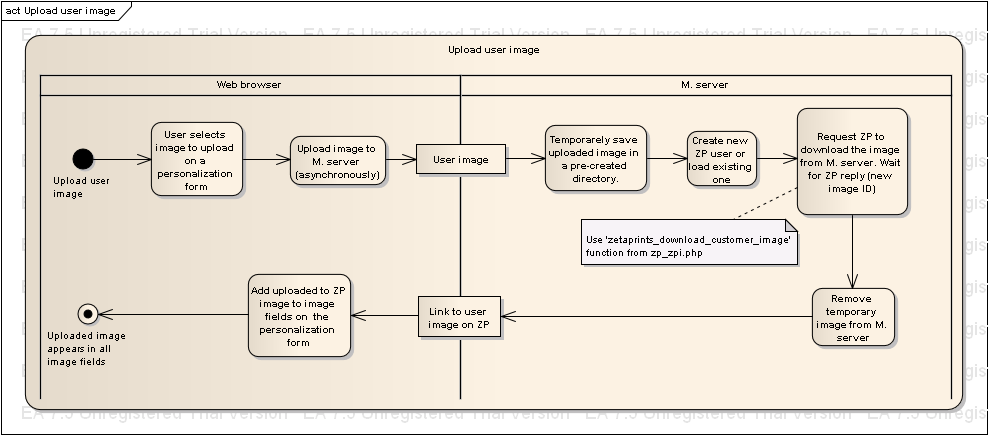 act Upload user image
EA 7.5 Unregistered Trial Version EA 7.5 Unregistered Trial Version EA 7.5 Unregistered Trial Version EA 7.5 Unregis
Upload user image
Web browser
M. server
Upload user
image
User selects
image to upload
on a
personalization
form
Upload image to
M. server
(asynchronously)
User image
Temporarely save
uploaded image in
a pre-created
directory.
Create new
ZP user or
load existing
one
Request ZP to
download the image
from M. server. Wait
for ZP reply (new
image ID)
Use 'zetaprints_download_customer_image'
function from zp_zpi.php
Remove
temporary
image from M.
server
Link to user
image on ZP
Add uploaded to ZP
image to image
fields on the
personalization
form
Uploaded image
appears in all
image fields
EA 7.5 Unregistered Trial Version EA 7.5 Unregistered Trial Version EA 7.5 Unregistered Trial Version EA 7.5 Unregis